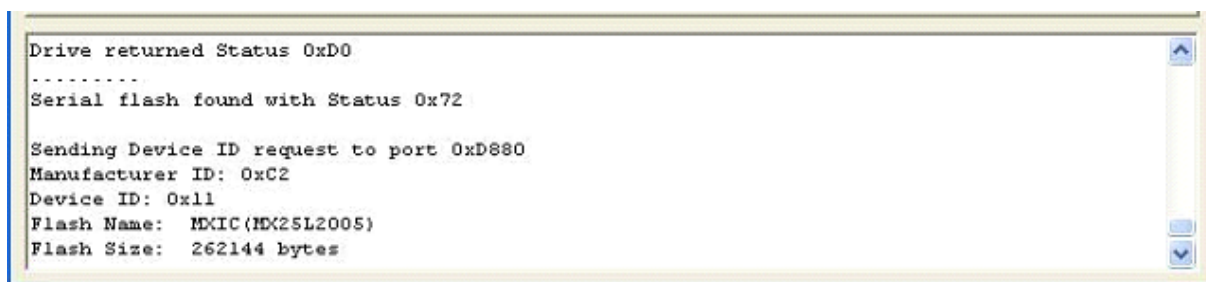 Drive returned Status 0xD0
.........
Serial flash found with Status 0x72
Sending Device ID request to port 0xD880
Manufacturer ID: 0xC2
Device ID: 0x11
Flash Name:  MXIC(MX25L2005)
Flash Size:  262144 bytes